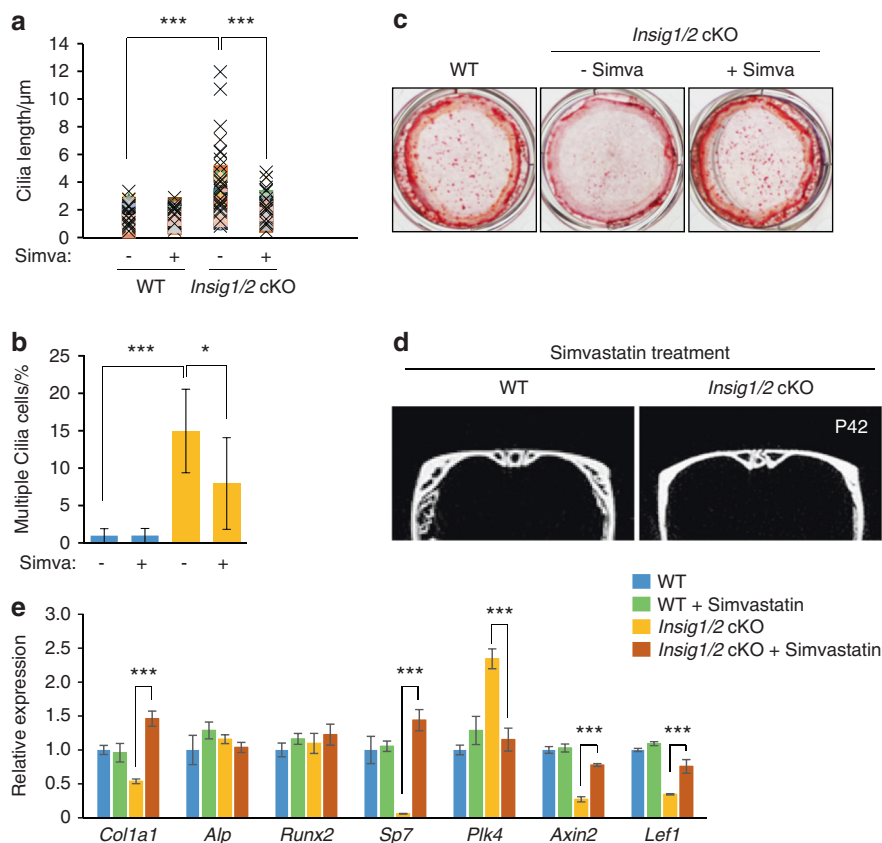 a
***
***
Cilia length/µm
14
12
10
8
6
4
2
0
Simva:
-
+
-
+
WT
Insig1/2 cKO
b
***
*
Multiple Cilia cells/%
25
20
15
10
5
0
Simva:
-
+
-
+
c
Insig1/2 cKO
WT
- Simva
+ Simva
d
Simvastatin treatment
WT
Insig1/2 cKO
P42
WT
WT + Simvastatin
Insig1/2 cKO
Insig1/2 cKO + Simvastatin
e
Relative expression
3.0
2.5
2.0
1.5
1.0
0.5
0
***
***
***
***
***
Col1a1
Alp
Runx2
Sp7
Plk4
Axin2
Lef1